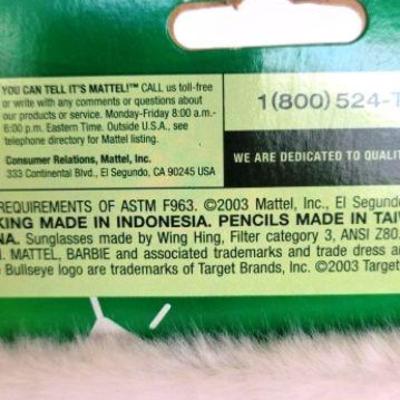 YOU CAN TELL IT'S MATTEL!™ CALL us toll-free
or write with any comments or questions about
our products or service. Monday-Friday 8:00 a.m.-
6:00 p.m. Eastern Time. Outside U.S.A., see
telephone directory for Mattel listing.
Consumer Relations, Mattel, Inc.
333 Continental Blvd., El Segundo, CA 90245 USA
1(800) 524-T
WE ARE DEDICATED TO QUALIT
REQUIREMENTS OF ASTM F963. ©2003 Mattel, Inc., El Segundo
KING MADE IN INDONESIA. PENCILS MADE IN TAI
NA. Sunglasses made by Wing Hing, Filter category 3, ANSI Z80.
MATTEL, BARBIE and associated trademarks and trade dress a
Bullseye logo are trademarks of Target Brands, Inc. ©2003 Target